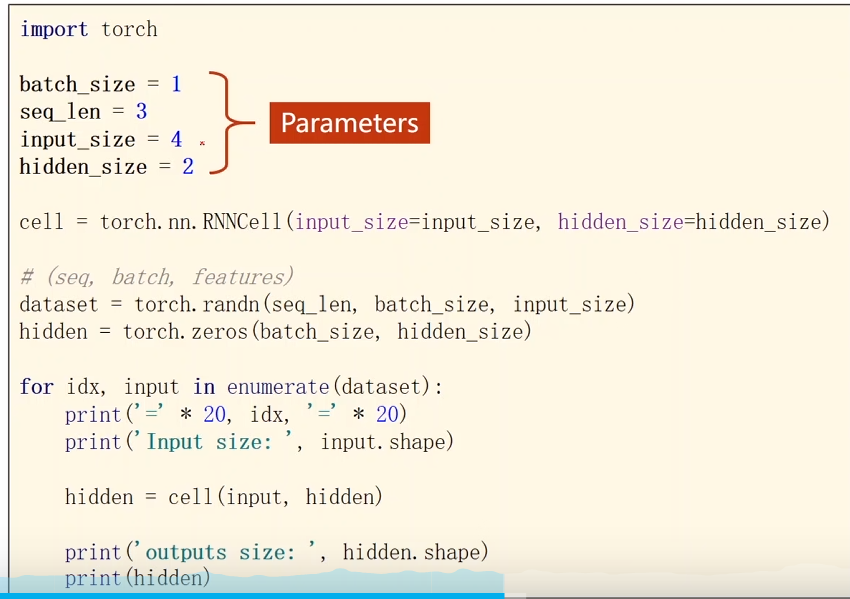 import torch
batch_size = 1
seq_len = 3
input_size = 4
hidden_size = 2
Parameters
cell = torch.nn.RNNCell(input_size=input_size, hidden_size=hidden_size)
# (seq, batch, features)
dataset = torch.randn(seq_len, batch_size, input_size)
hidden = torch.zeros(batch_size, hidden_size)
for idx, input in enumerate(dataset):
    print('=' * 20, idx, '=' * 20)
    print('Input size: ', input.shape)
    hidden = cell(input, hidden)
    print('outputs size: ', hidden.shape)
    print(hidden)